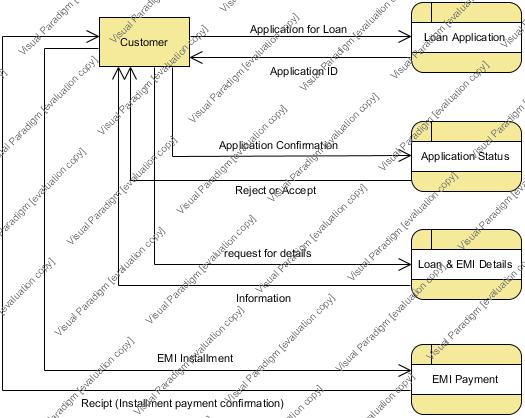 Application for Loan
Customer
Loan Application
Application ID
Application Confirmation
Application Status
Reject or Accept
request for details
Loan & EMI Details
Information
EMI Installment
EMI Payment
Recipt (Installment payment confirmation)
Visual Paradigm [evaluation copy]